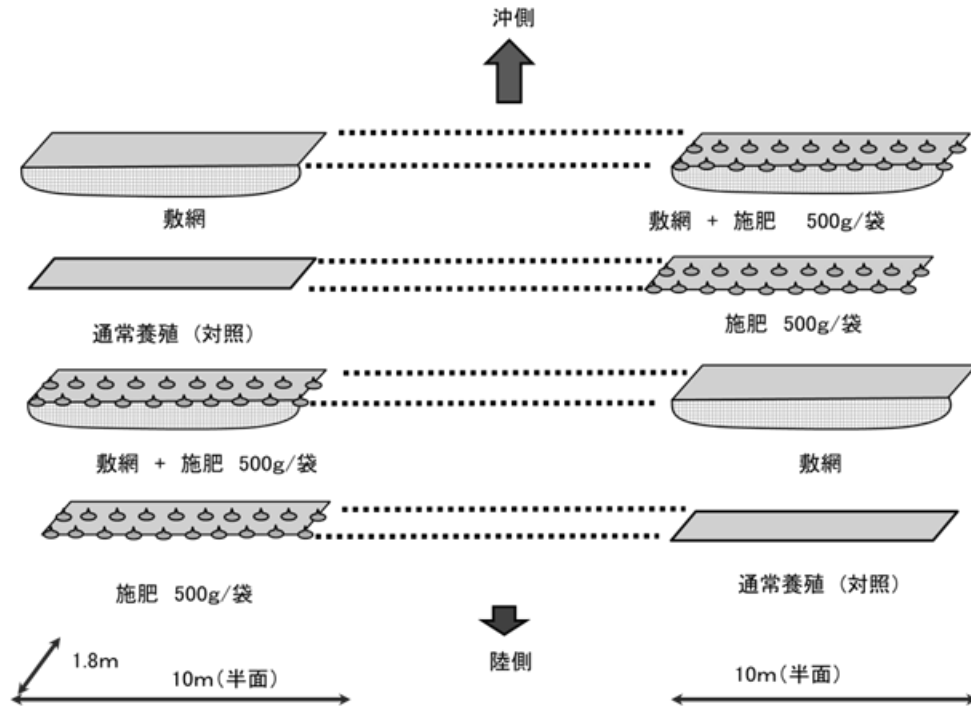 沖側
敷網
敷網 + 施肥 500g/袋
通常養殖 (対照)
施肥 500g/袋
敷網 + 施肥 500g/袋
敷網
施肥 500g/袋
通常養殖 (対照)
陸側
1.8m
10m(半面)
10m(半面)